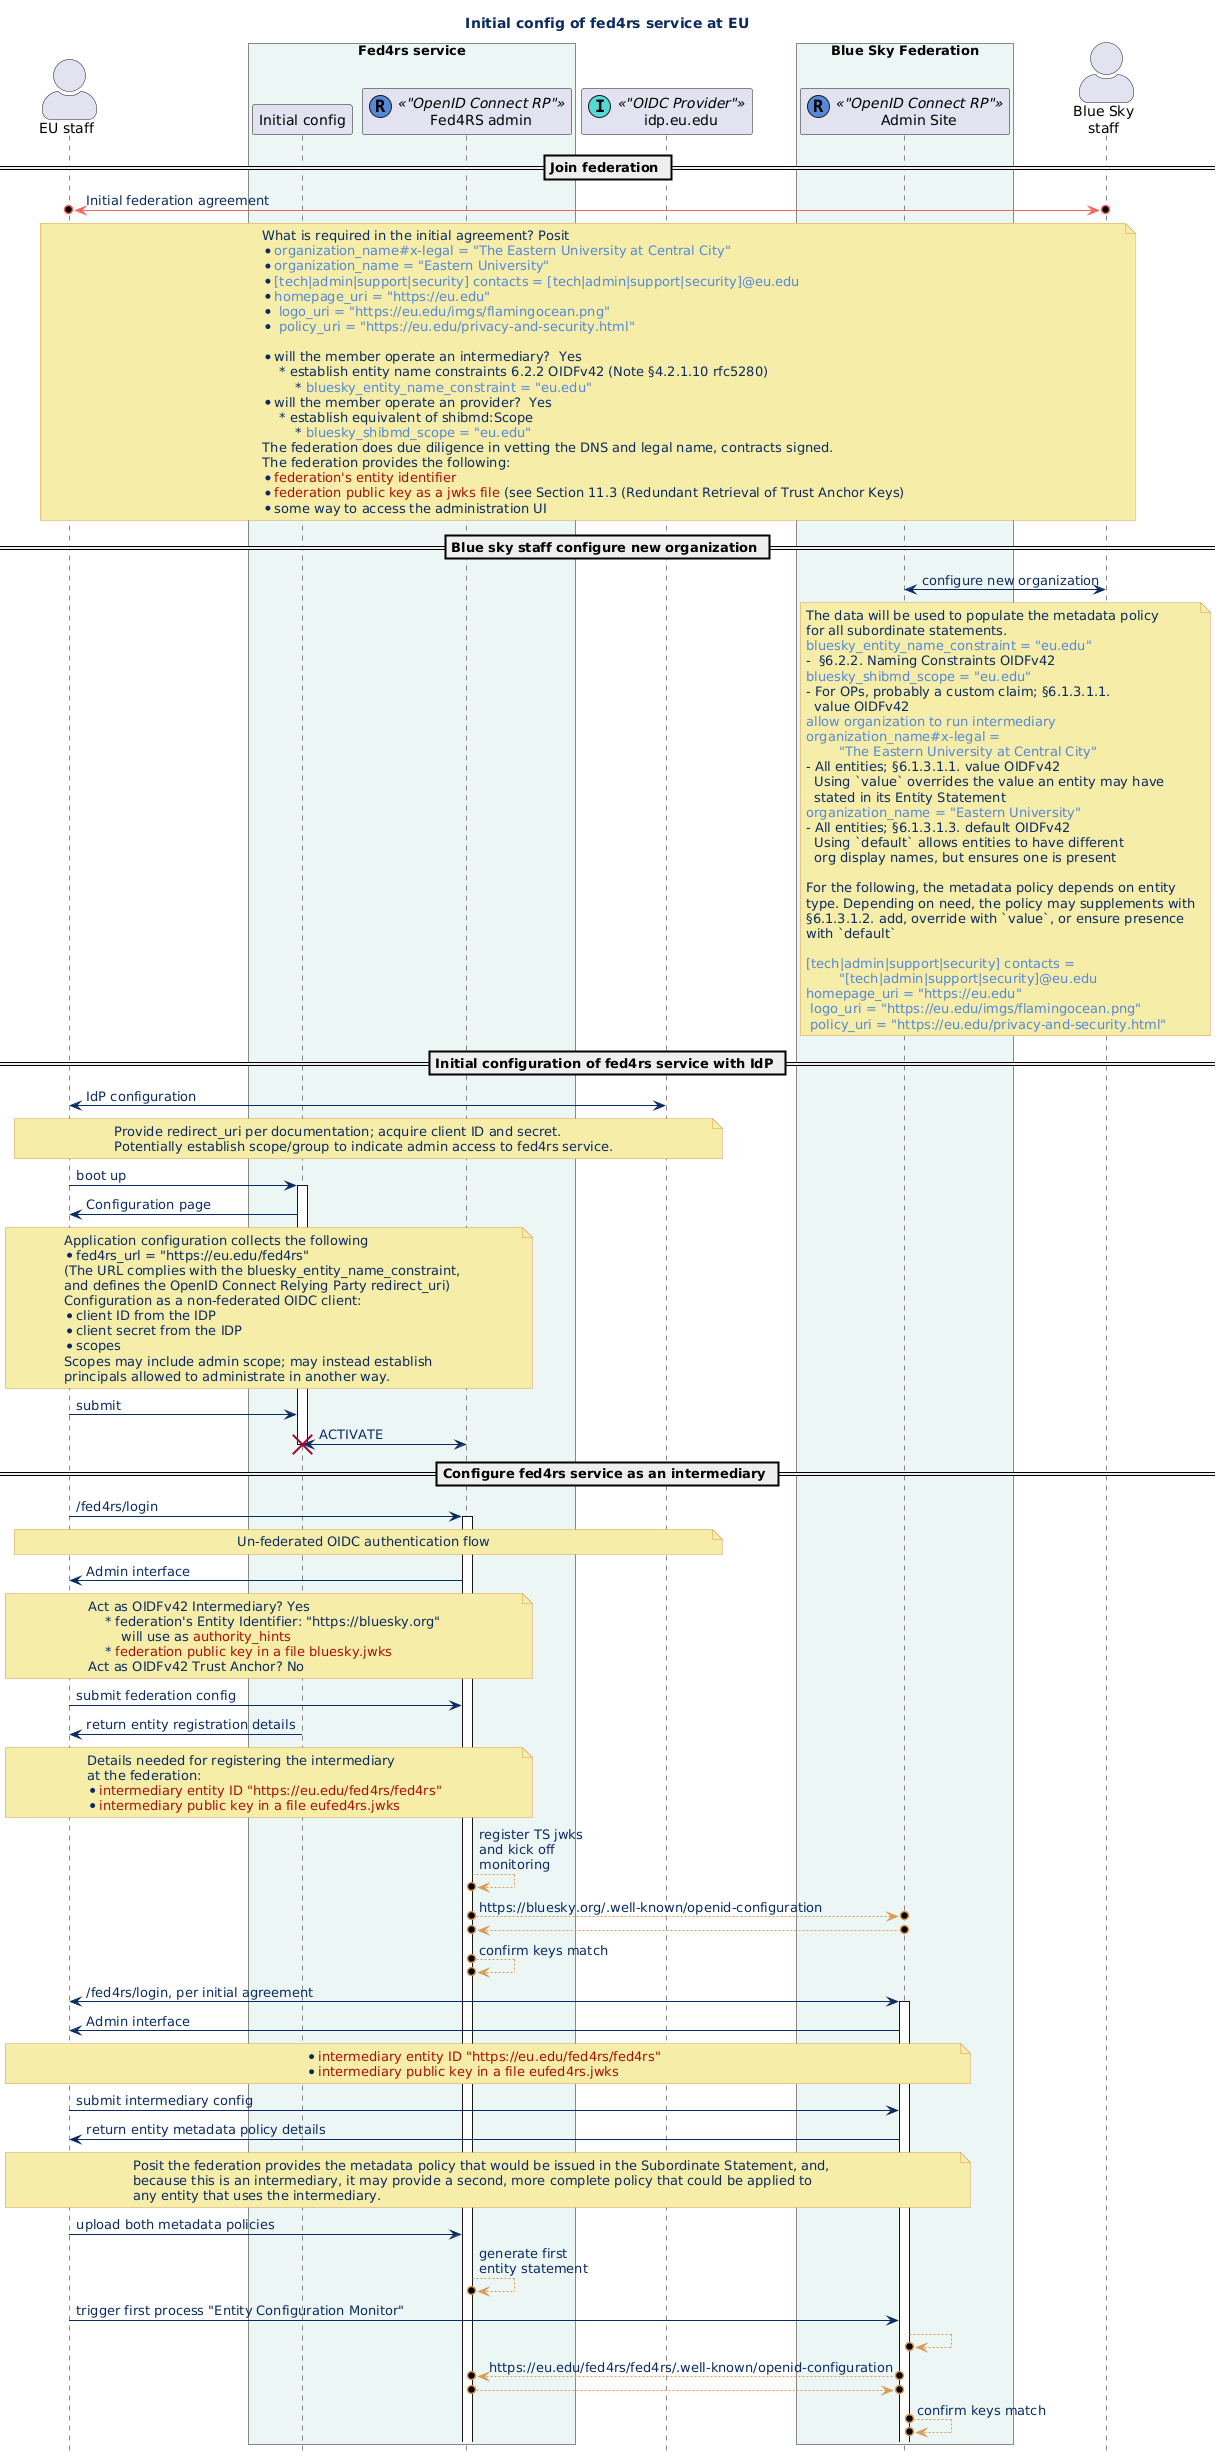 Initial config of fed4rs service at EU
Fed4rs service
Blue Sky Federation
EU staff
Initial config
R «"OpenID Connect RP"»
Fed4RS admin
I «"OIDC Provider"»
idp.eu.edu
R «"OpenID Connect RP"»
Admin Site
Blue Sky
staff
Join federation
Initial federation agreement
What is required in the initial agreement? Posit
• organization_name#x-legal = "The Eastern University at Central City"
• organization_name = "Eastern University"
• [tech|admin|support|security] contacts = [tech|admin|support|security]@eu.edu
• homepage_uri = "https://eu.edu"
• logo_uri = "https://eu.edu/imgs/flamingocean.png"
• policy_uri = "https://eu.edu/privacy-and-security.html"
• will the member operate an intermediary?  Yes
* establish entity name constraints 6.2.2 OIDFv42 (Note §4.2.1.10 rfc5280)
* bluesky_entity_name_constraint = "eu.edu"
• will the member operate an provider?  Yes
* establish equivalent of shibmd:Scope
* bluesky_shibmd_scope = "eu.edu"
The federation does due diligence in vetting the DNS and legal name, contracts signed.
The federation provides the following:
• federation's entity identifier
• federation public key as a jwks file (see Section 11.3 (Redundant Retrieval of Trust Anchor Keys)
• some way to access the administration UI
Blue sky staff configure new organization
configure new organization
The data will be used to populate the metadata policy
for all subordinate statements.
bluesky_entity_name_constraint = "eu.edu"
-  §6.2.2. Naming Constraints OIDFv42
bluesky_shibmd_scope = "eu.edu"
- For OPs, probably a custom claim; §6.1.3.1.1.
value OIDFv42
allow organization to run intermediary
organization_name#x-legal =
"The Eastern University at Central City"
- All entities; §6.1.3.1.1. value OIDFv42
Using `value` overrides the value an entity may have
stated in its Entity Statement
organization_name = "Eastern University"
- All entities; §6.1.3.1.3. default OIDFv42
Using `default` allows entities to have different
org display names, but ensures one is present
For the following, the metadata policy depends on entity
type. Depending on need, the policy may supplements with
§6.1.3.1.2. add, override with `value`, or ensure presence
with `default`
[tech|admin|support|security] contacts =
"[tech|admin|support|security]@eu.edu
homepage_uri = "https://eu.edu"
logo_uri = "https://eu.edu/imgs/flamingocean.png"
policy_uri = "https://eu.edu/privacy-and-security.html"
Initial configuration of fed4rs service with IdP
IdP configuration
Provide redirect_uri per documentation; acquire client ID and secret.
Potentially establish scope/group to indicate admin access to fed4rs service.
boot up
Configuration page
Application configuration collects the following
• fed4rs_url = "https://eu.edu/fed4rs"
(The URL complies with the bluesky_entity_name_constraint,
and defines the OpenID Connect Relying Party redirect_uri)
Configuration as a non-federated OIDC client:
• client ID from the IDP
• client secret from the IDP
• scopes
Scopes may include admin scope; may instead establish
principals allowed to administrate in another way.
submit
ACTIVATE
Configure fed4rs service as an intermediary
/fed4rs/login
Un-federated OIDC authentication flow
Admin interface
Act as OIDFv42 Intermediary? Yes
* federation's Entity Identifier: "https://bluesky.org"
will use as authority_hints
* federation public key in a file bluesky.jwks
Act as OIDFv42 Trust Anchor? No
submit federation config
return entity registration details
Details needed for registering the intermediary
at the federation:
• intermediary entity ID "https://eu.edu/fed4rs/fed4rs"
• intermediary public key in a file eufed4rs.jwks
register TS jwks
and kick off
monitoring
https://bluesky.org/.well-known/openid-configuration
confirm keys match
/fed4rs/login, per initial agreement
Admin interface
• intermediary entity ID "https://eu.edu/fed4rs/fed4rs"
• intermediary public key in a file eufed4rs.jwks
submit intermediary config
return entity metadata policy details
Posit the federation provides the metadata policy that would be issued in the Subordinate Statement, and,
because this is an intermediary, it may provide a second, more complete policy that could be applied to
any entity that uses the intermediary.
upload both metadata policies
generate first
entity statement
trigger first process "Entity Configuration Monitor"
https://eu.edu/fed4rs/fed4rs/.well-known/openid-configuration
confirm keys match